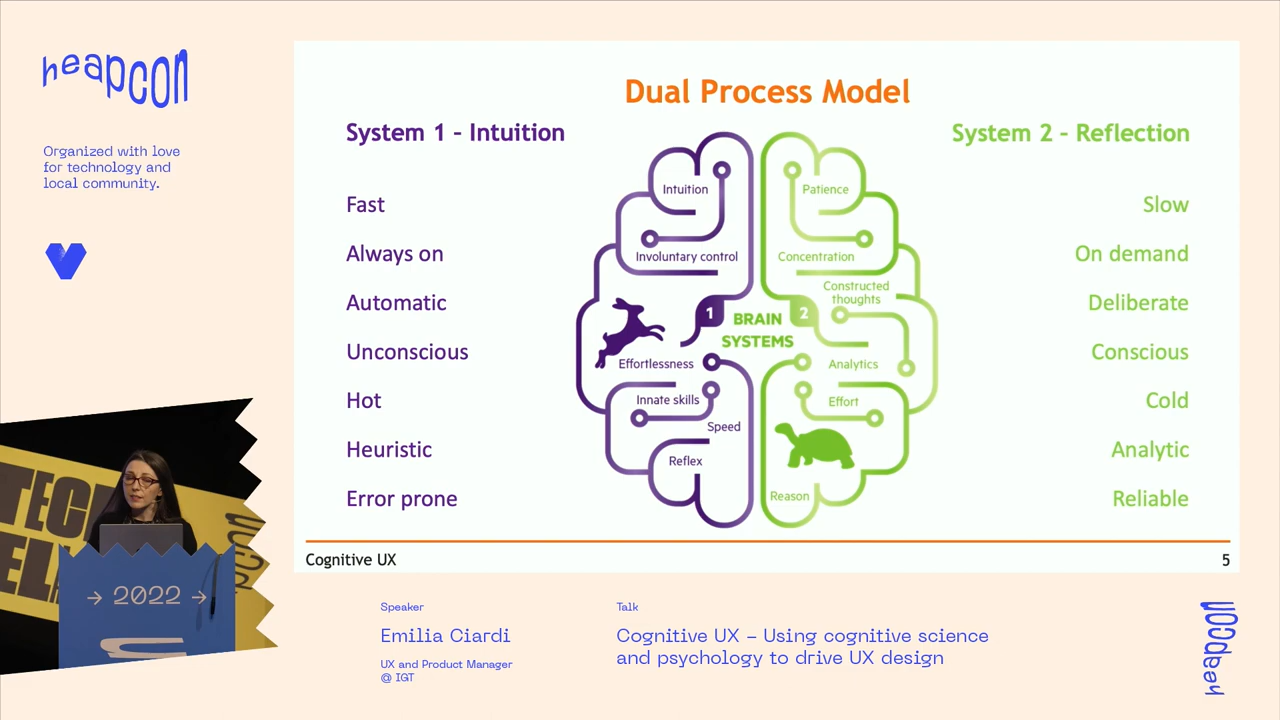 heapcon
Organized with love
for technology and
local community.
Dual Process Model
System 1 - Intuition
Fast
Always on
Automatic
Unconscious
Hot
Heuristic
Error prone
Intuition
Involuntary control
1
Effortlessness
Innate skills
Speed
Reflex
BRAIN
SYSTEMS
Patience
Concentration
Constructed
thoughts
2
Analytics
Effort
Reason
System 2 - Reflection
Slow
On demand
Deliberate
Conscious
Cold
Analytic
Reliable
Cognitive UX
5
→ 2022 →
Speaker
Emilia Ciardi
UX and Product Manager
@ IGT
Talk
Cognitive UX – Using cognitive science
and psychology to drive UX design
heapcon